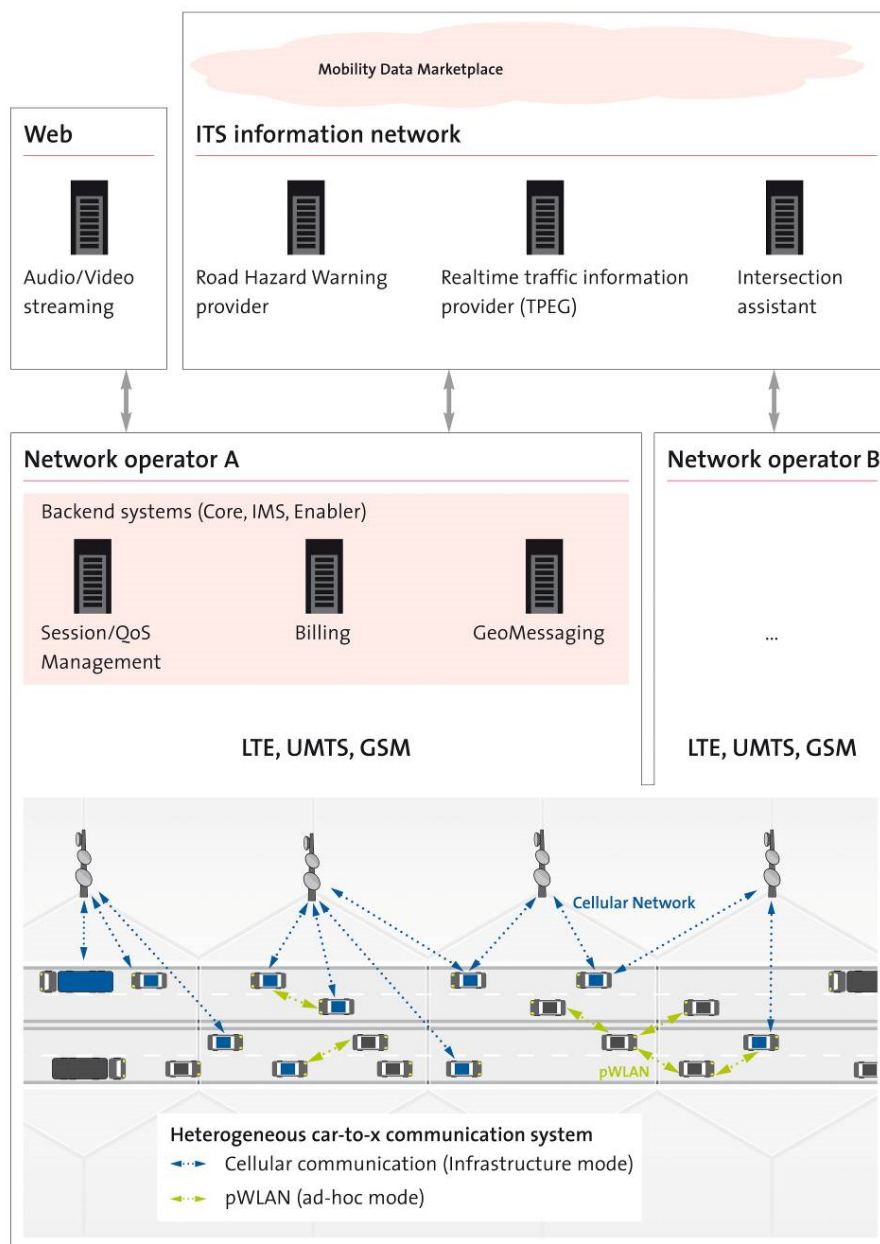 Mobility Data Marketplace
Web
ITS information network
Audio/Video
streaming
Road Hazard Warning
provider
Realtime traffic information
provider (TPEG)
Intersection
assistant
Network operator A
Network operator B
Backend systems (Core, IMS, Enabler)
Session/QoS
Management
Billing
GeoMessaging
...
LTE, UMTS, GSM
LTE, UMTS, GSM
Cellular Network
pWLAN
Heterogeneous car-to-x communication system
Cellular communication (Infrastructure mode)
pWLAN (ad-hoc mode)